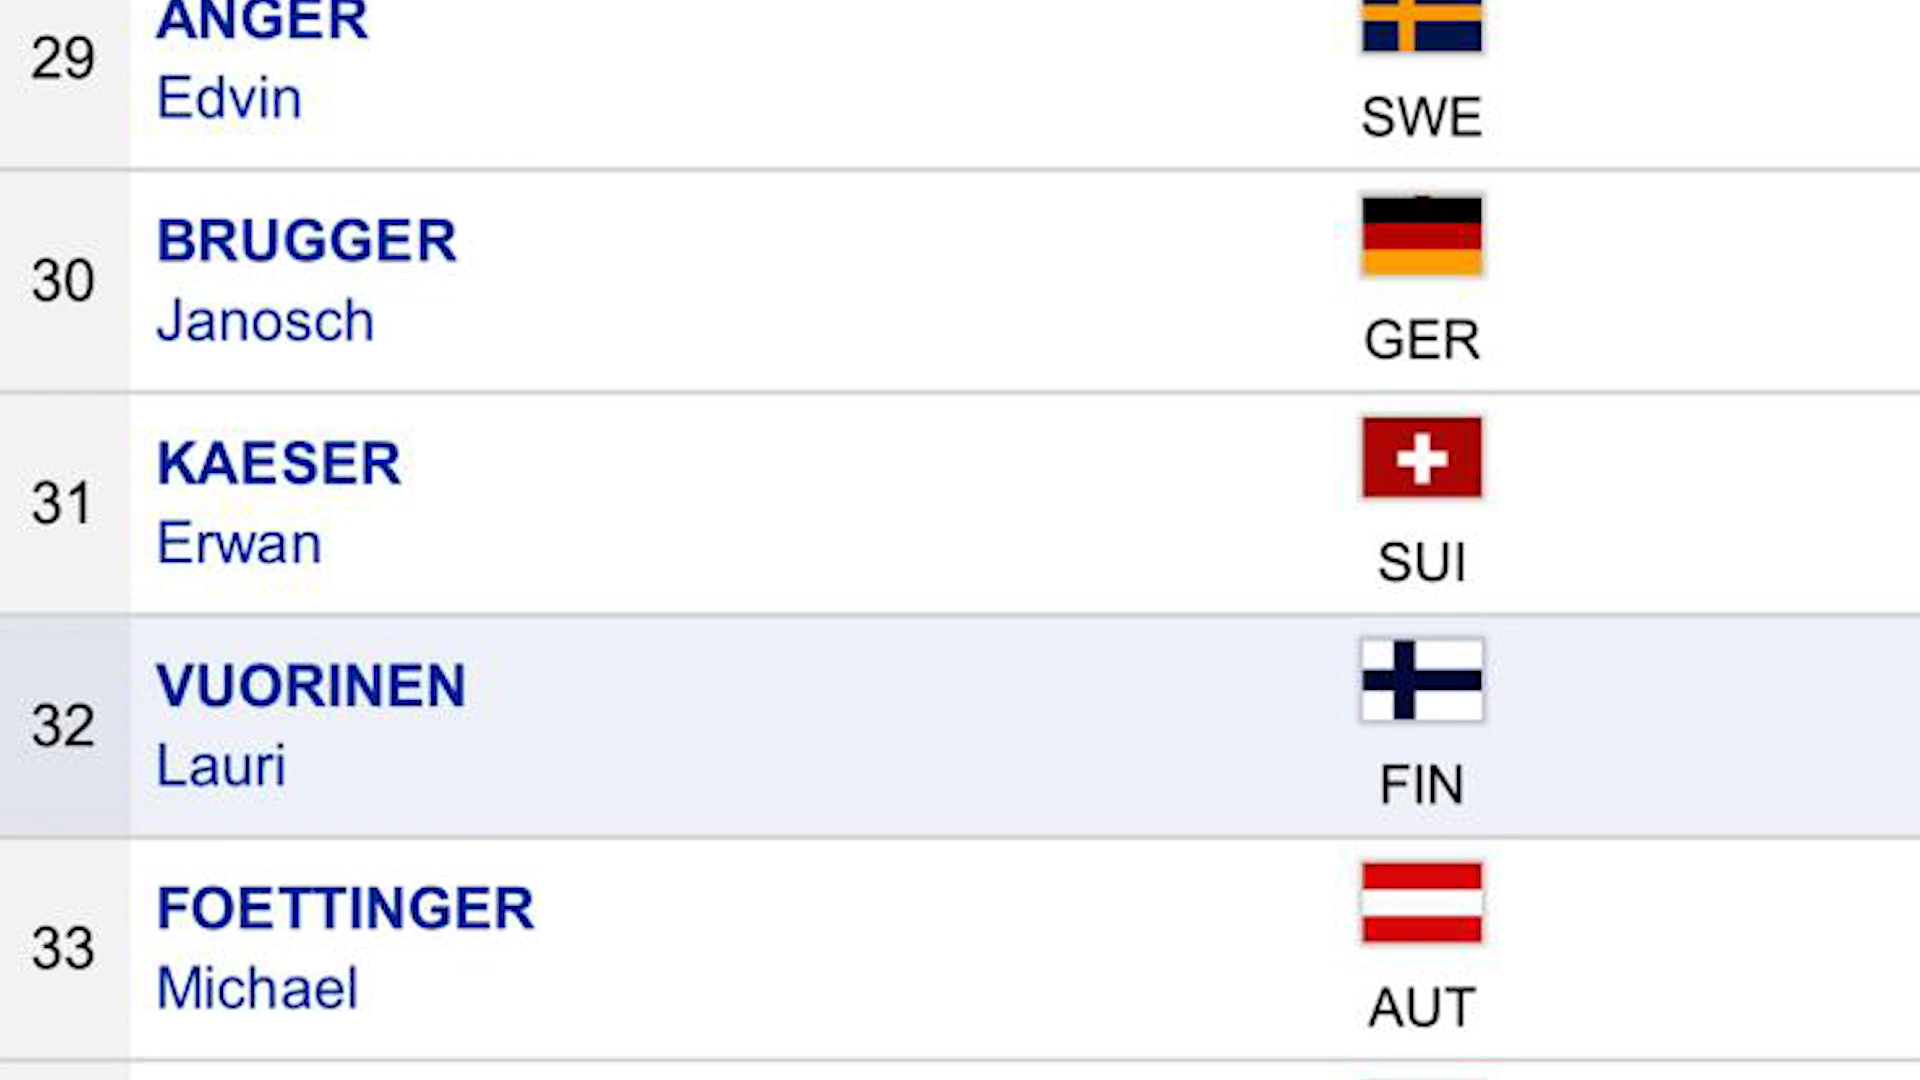 29
ANGER
Edvin
SWE
30
BRUGGER
Janosch
GER
31
KAESER
Erwan
SUI
32
VUORINEN
Lauri
FIN
33
FOETTINGER
Michael
AUT